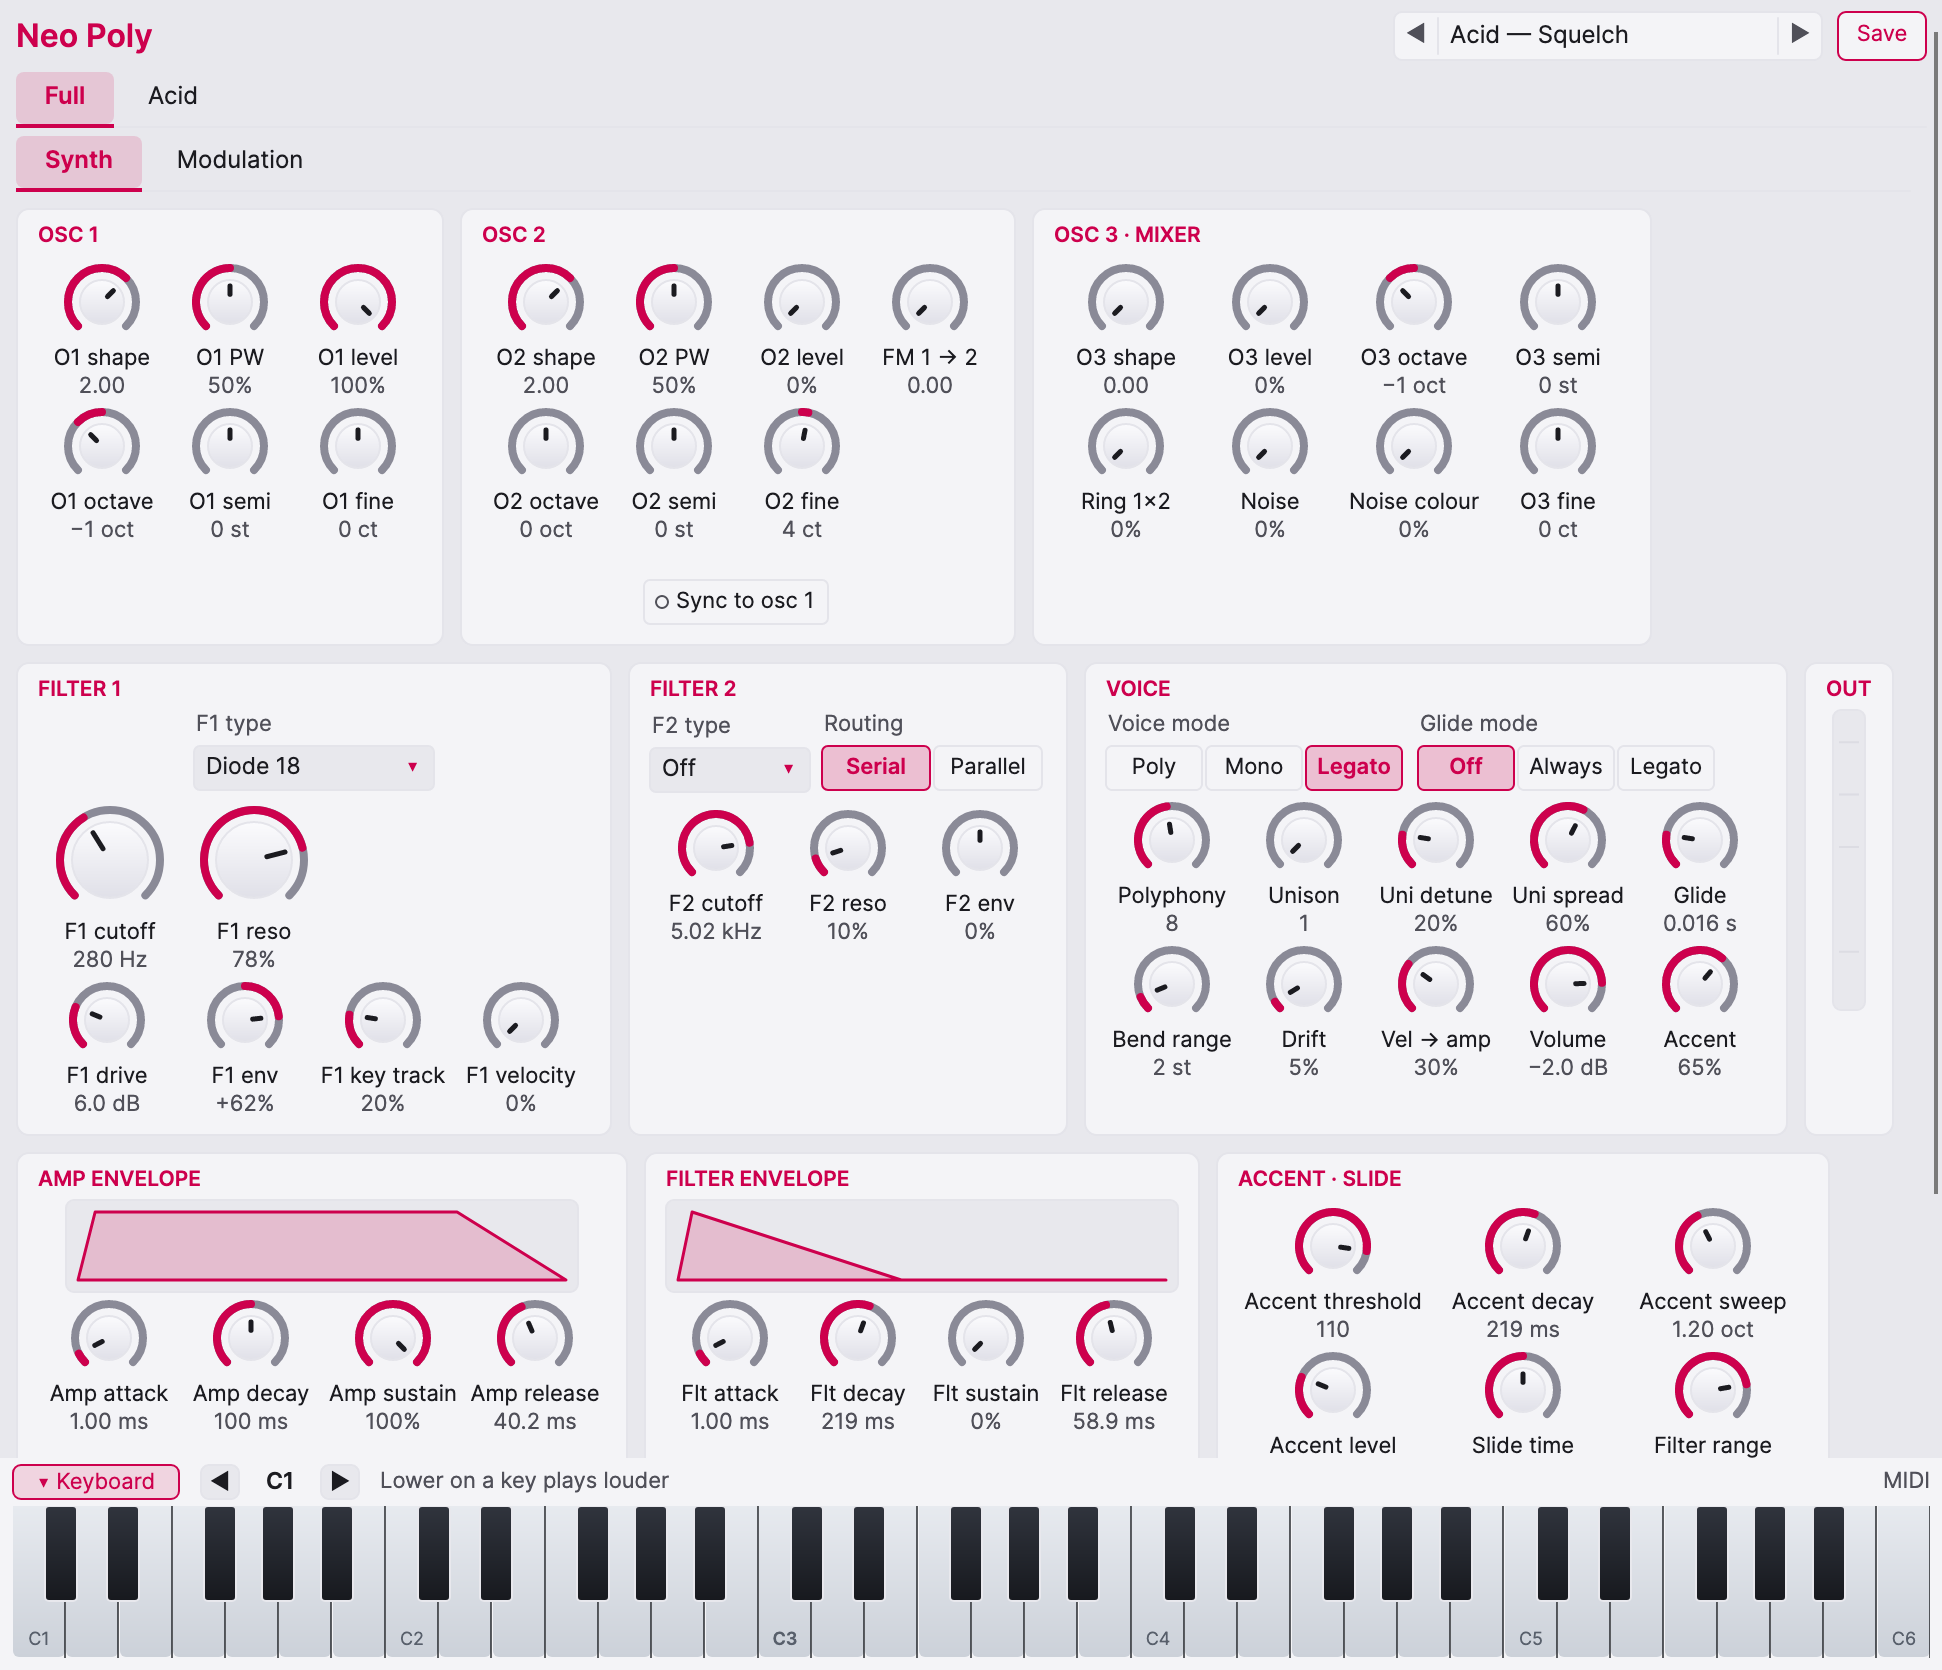 Neo Poly
◀ Acid — Squelch ▶ Save
Full Acid
Synth Modulation
OSC 1
O1 shape O1 PW O1 level
2.00 50% 100%
O1 octave O1 semi O1 fine
−1 oct 0 st 0 ct
OSC 2
O2 shape O2 PW O2 level FM 1 → 2
2.00 50% 0% 0.00
O2 octave O2 semi O2 fine
0 oct 0 st 4 ct
Sync to osc 1
OSC 3 · MIXER
O3 shape O3 level O3 octave O3 semi
0.00 0% −1 oct 0 st
Ring 1×2 Noise Noise colour O3 fine
0% 0% 0% 0 ct
FILTER 1
F1 type
Diode 18
F1 cutoff F1 reso
280 Hz 78%
F1 drive F1 env F1 key track F1 velocity
6.0 dB +62% 20% 0%
FILTER 2
F2 type Routing
Off Serial Parallel
F2 cutoff F2 reso F2 env
5.02 kHz 10% 0%
VOICE
Voice mode Glide mode
Poly Mono Legato Off Always Legato
Polyphony Unison Uni detune Uni spread Glide
8 1 20% 60% 0.016 s
Bend range Drift Vel → amp Volume Accent
2 st 5% 30% −2.0 dB 65%
OUT
AMP ENVELOPE
Amp attack Amp decay Amp sustain Amp release
1.00 ms 100 ms 100% 40.2 ms
FILTER ENVELOPE
Flt attack Flt decay Flt sustain Flt release
1.00 ms 219 ms 0% 58.9 ms
ACCENT · SLIDE
Accent threshold Accent decay Accent sweep
110 219 ms 1.20 oct
Accent level Slide time Filter range
▾ Keyboard ◀ C1 ▶ Lower on a key plays louder MIDI
C1 C2 C3 C4 C5 C6